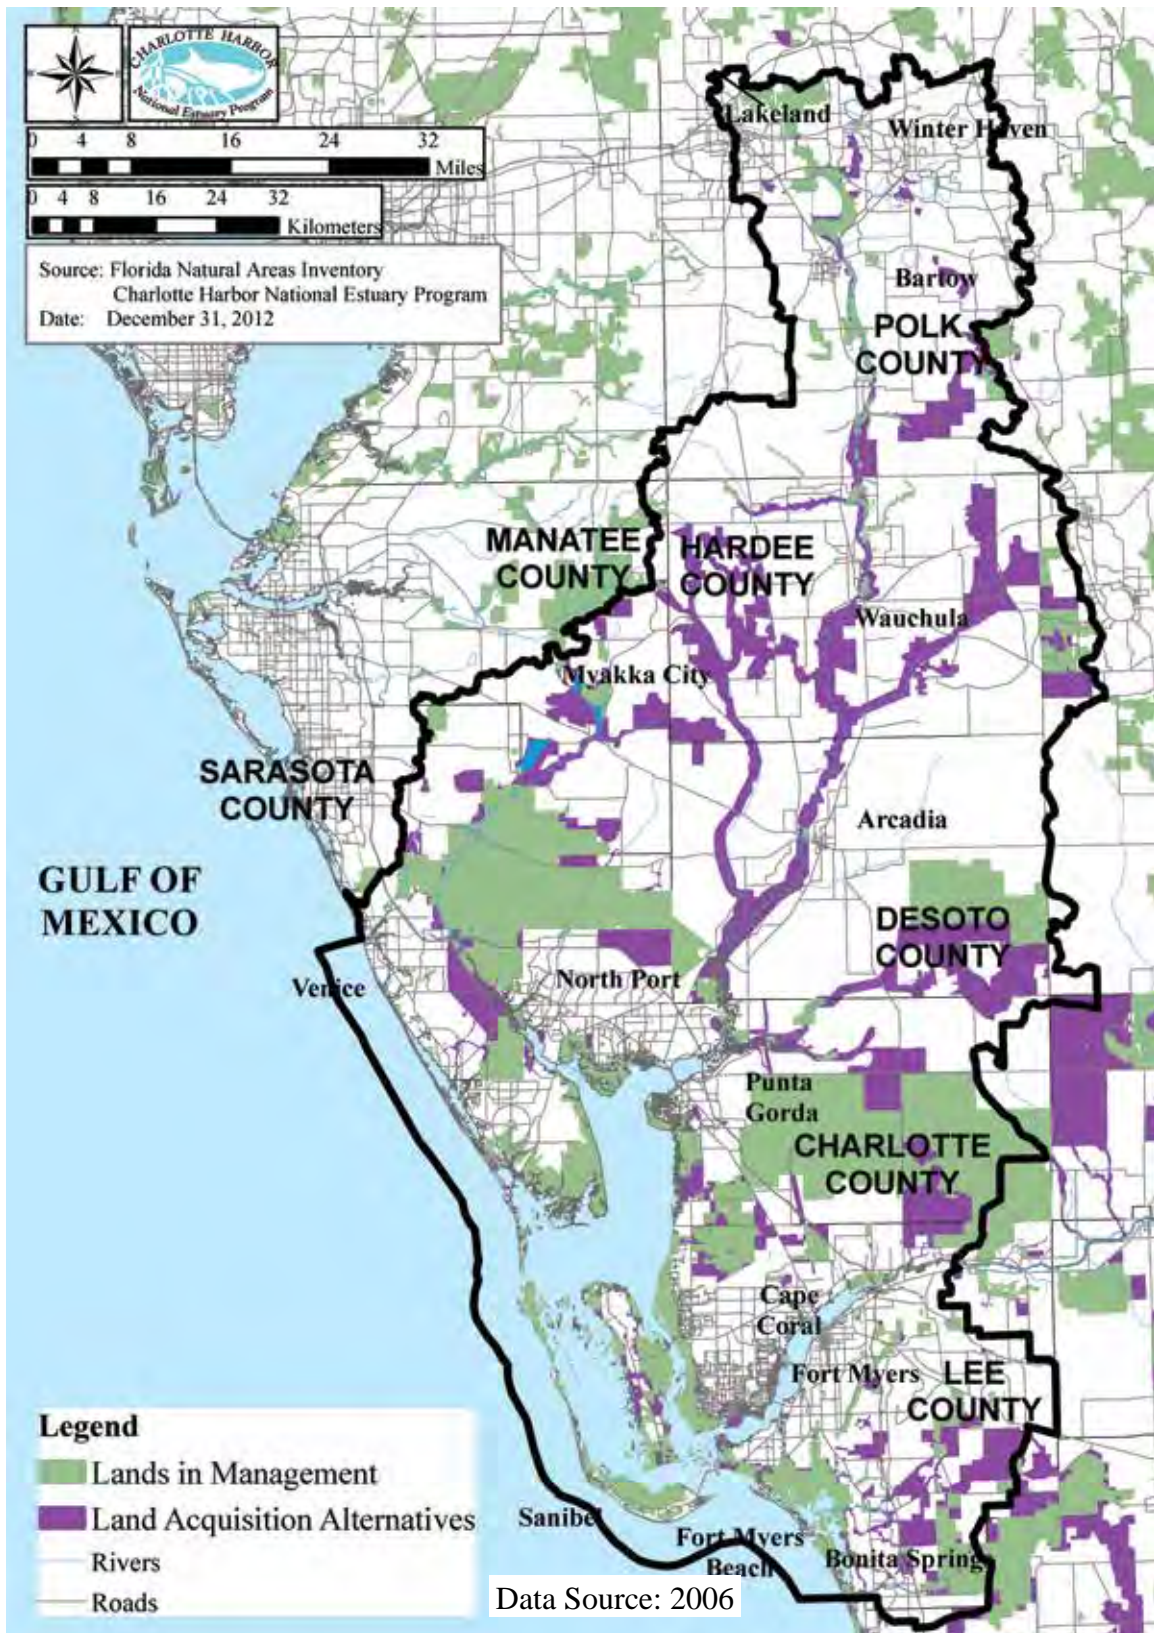 CHARLOTTE HARBOR
National Estuary Program
0 4 8 16 24 32
Miles
0 4 8 16 24 32
Kilometers
Source: Florida Natural Areas Inventory
Charlotte Harbor National Estuary Program
Date: December 31, 2012
Lakeland
Winter Haven
Bartow
POLK
COUNTY
MANATEE
COUNTY
HARDEE
COUNTY
Wauchula
Myakka City
SARASOTA
COUNTY
Arcadia
GULF OF
MEXICO
DESOTO
COUNTY
North Port
Venice
Punta
Gorda
CHARLOTTE
COUNTY
Cape
Coral
Fort Myers
LEE
COUNTY
Legend
Lands in Management
Land Acquisition Alternatives
Rivers
Roads
Sanibel
Fort Myers
Beach
Bonita Springs
Data Source: 2006